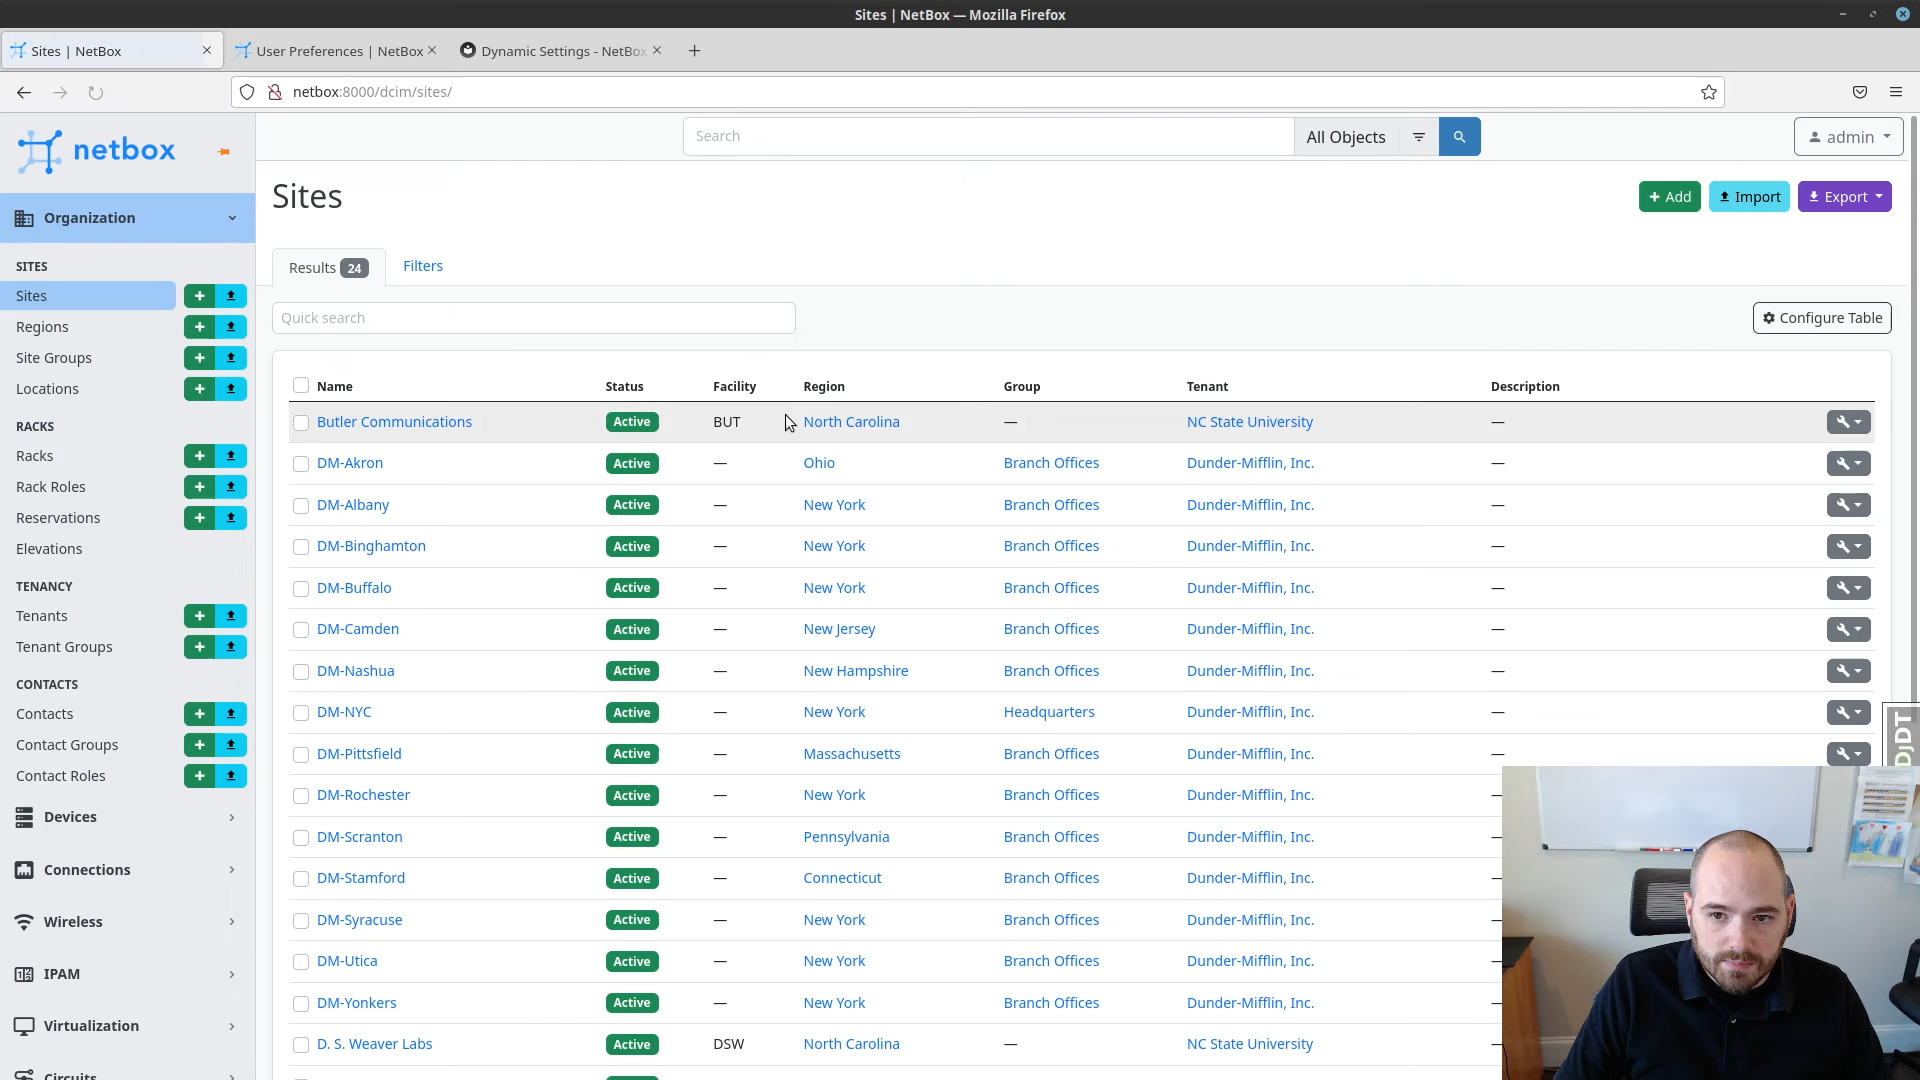 Sites | NetBox — Mozilla Firefox
Sites | NetBox
User Preferences | NetBox
Dynamic Settings - NetBox
netbox:8000/dcim/sites/
netbox
Search
All Objects
admin
Organization
SITES
Sites
Regions
Site Groups
Locations
RACKS
Racks
Rack Roles
Reservations
Elevations
TENANCY
Tenants
Tenant Groups
CONTACTS
Contacts
Contact Groups
Contact Roles
Devices
Connections
Wireless
IPAM
Virtualization
Circuits
Sites
+ Add
Import
Export
Results 24
Filters
Quick search
Configure Table
Name Status Facility Region Group Tenant Description
Butler Communications Active BUT North Carolina — NC State University —
DM-Akron Active — Ohio Branch Offices Dunder-Mifflin, Inc. —
DM-Albany Active — New York Branch Offices Dunder-Mifflin, Inc. —
DM-Binghamton Active — New York Branch Offices Dunder-Mifflin, Inc. —
DM-Buffalo Active — New York Branch Offices Dunder-Mifflin, Inc. —
DM-Camden Active — New Jersey Branch Offices Dunder-Mifflin, Inc. —
DM-Nashua Active — New Hampshire Branch Offices Dunder-Mifflin, Inc. —
DM-NYC Active — New York Headquarters Dunder-Mifflin, Inc. —
DM-Pittsfield Active — Massachusetts Branch Offices Dunder-Mifflin, Inc. —
DM-Rochester Active — New York Branch Offices Dunder-Mifflin, Inc. —
DM-Scranton Active — Pennsylvania Branch Offices Dunder-Mifflin, Inc. —
DM-Stamford Active — Connecticut Branch Offices Dunder-Mifflin, Inc. —
DM-Syracuse Active — New York Branch Offices Dunder-Mifflin, Inc. —
DM-Utica Active — New York Branch Offices Dunder-Mifflin, Inc. —
DM-Yonkers Active — New York Branch Offices Dunder-Mifflin, Inc. —
D. S. Weaver Labs Active DSW North Carolina — NC State University —
DjDT